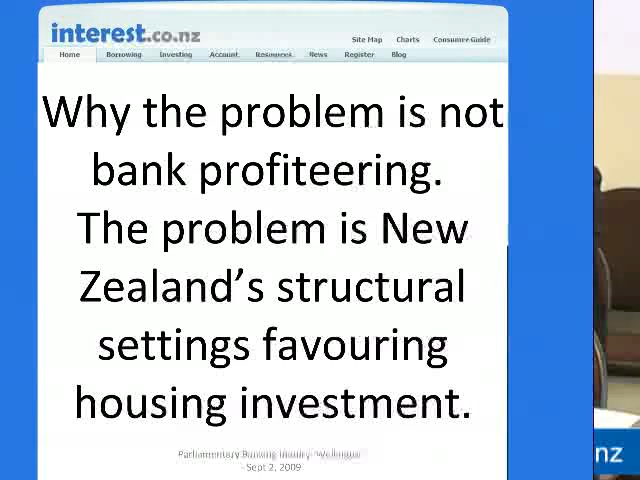 interest.co.nz
Site Map Charts Consumer Guide
Home Borrowing Investing Account Resources News Register Blog
Why the problem is not
bank profiteering.
The problem is New
Zealand’s structural
settings favouring
housing investment.
Parliamentary Banking Inquiry- Wellington
- Sept 2, 2009
nz